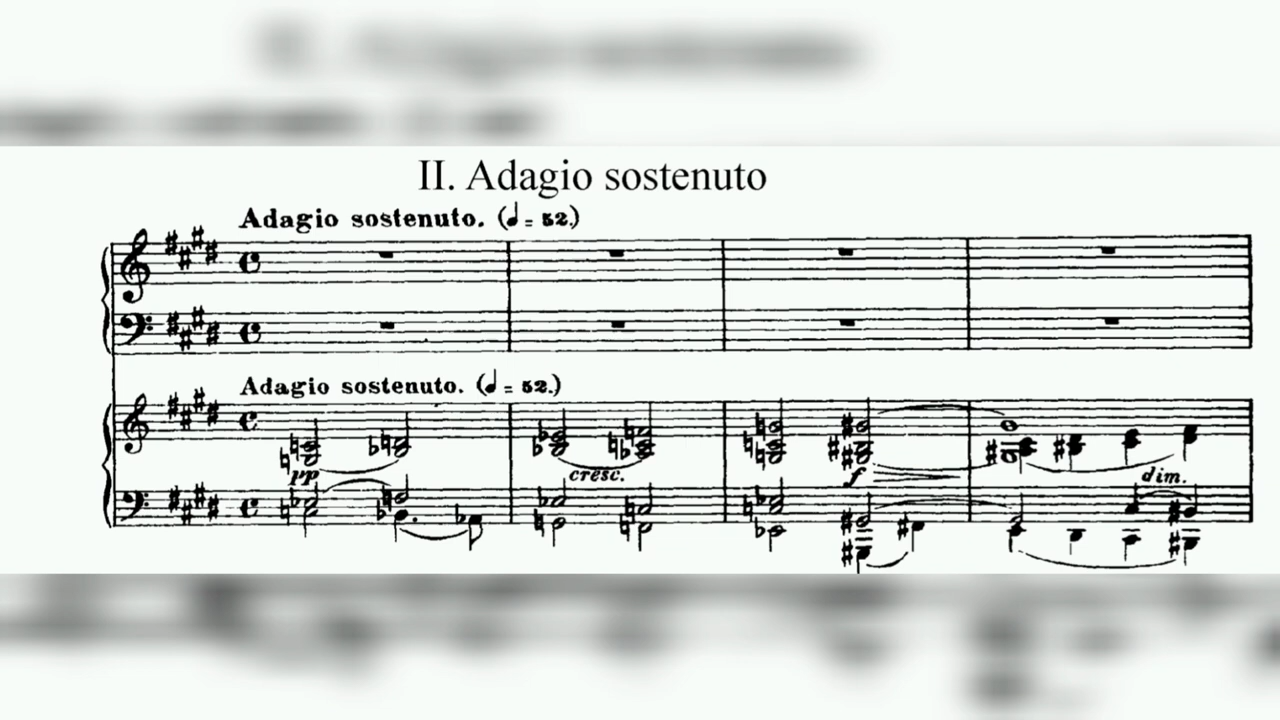 II. Adagio sostenuto
Adagio sostenuto. (♩ = 52.)
Adagio sostenuto. (♩ = 52.)
pp cresc. f dim.